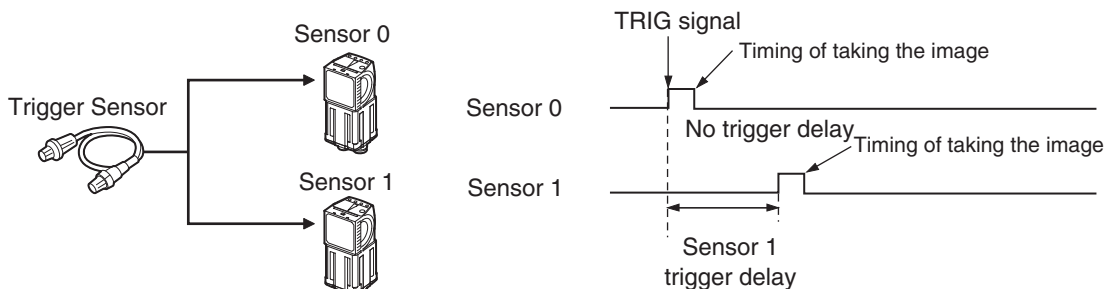 Sensor 0
Trigger Sensor
Sensor 1
TRIG signal
Timing of taking the image
Sensor 0
No trigger delay
Timing of taking the image
Sensor 1
Sensor 1
trigger delay